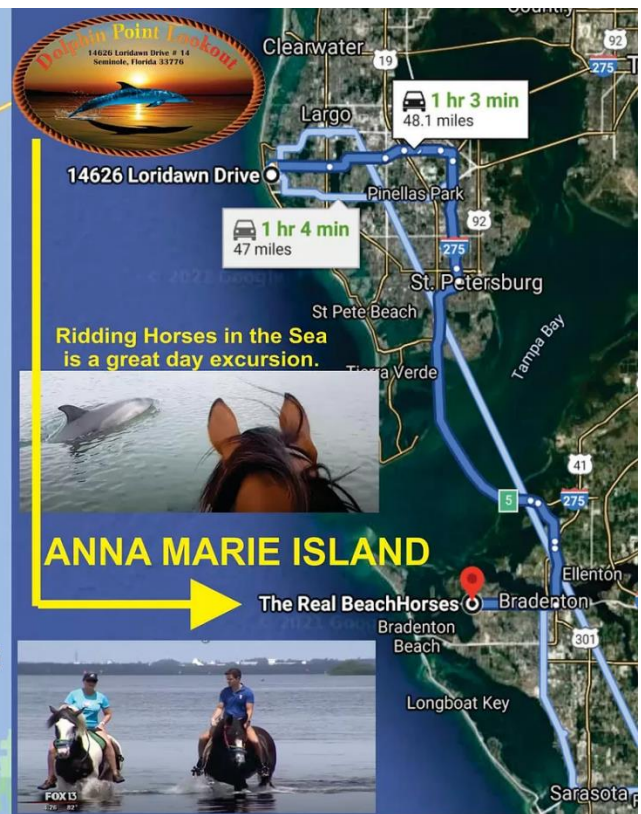 Dolphin Point Lookout
14626 Loridawn Drive # 14
Seminole, Florida 33776
Clearwater
19
92
275
Largo
1 hr 3 min
48.1 miles
14626 Loridawn Drive
Pinellas Park
1 hr 4 min
47 miles
92
275
St. Petersburg
St Pete Beach
Tampa Bay
Ridding Horses in the Sea
is a great day excursion.
Tierra Verde
41
5
275
ANNA MARIE ISLAND
Ellenton
The Real BeachHorses
Bradenton
Bradenton
Beach
301
Longboat Key
Sarasota
FOX 13